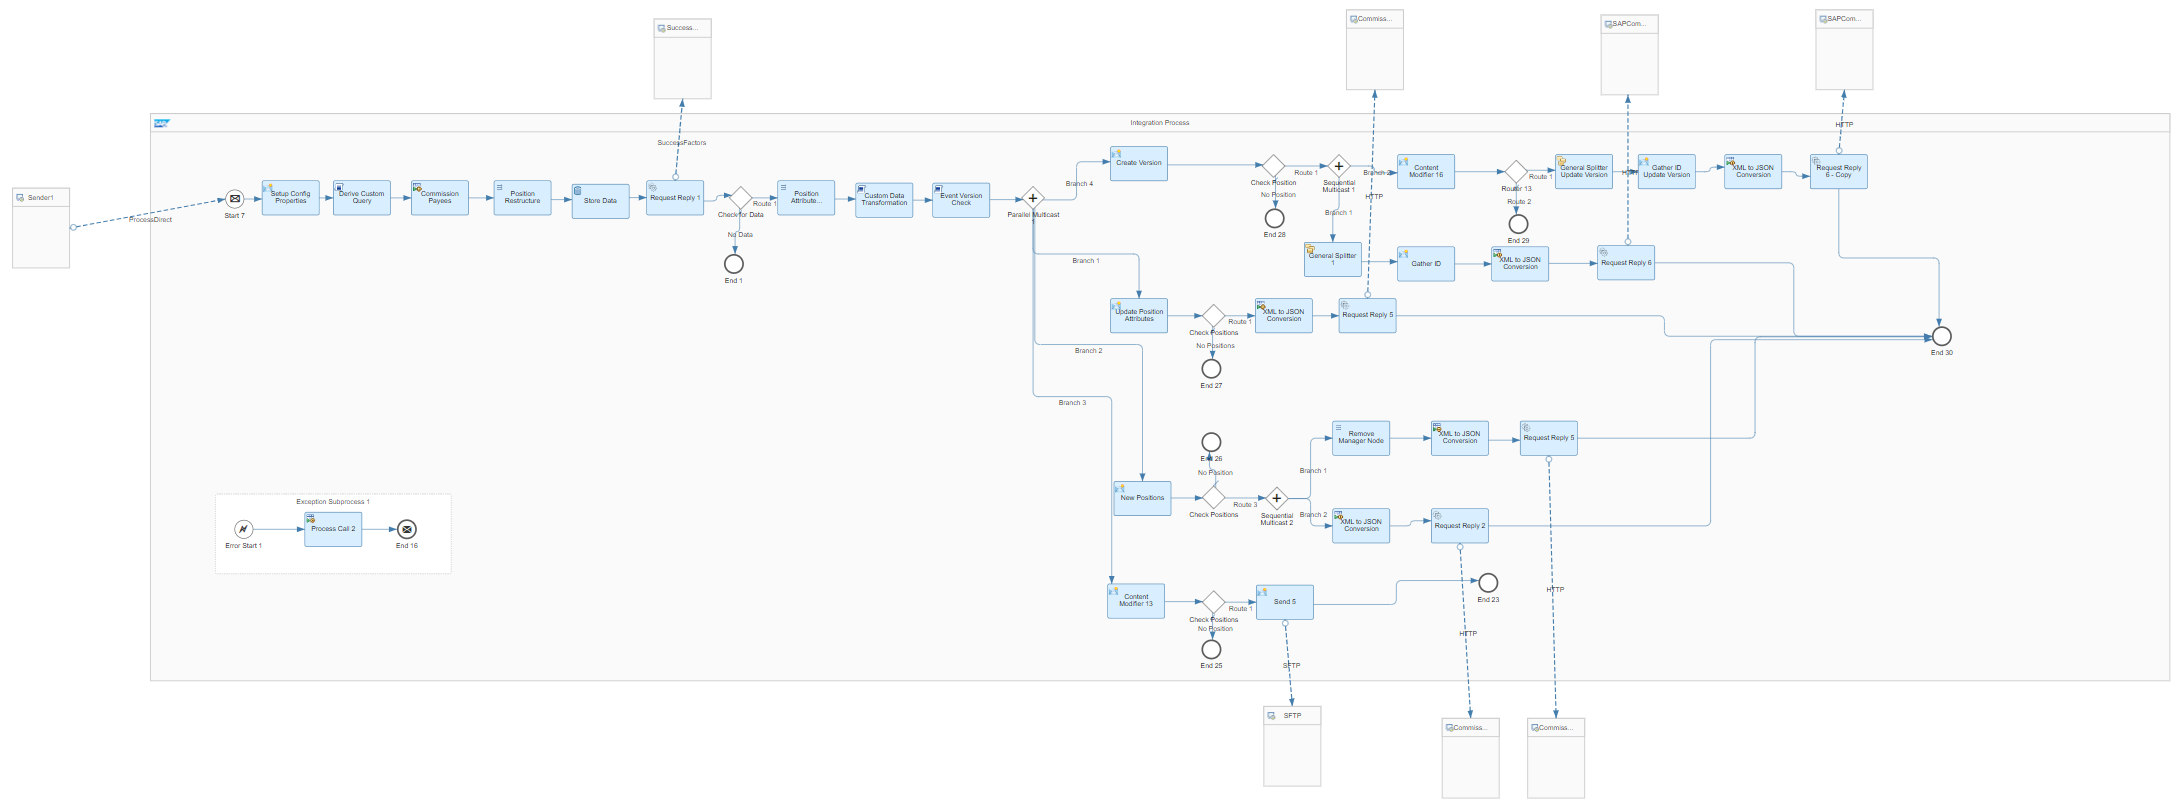 Success...
Commiss...
SAPCom...
SAPCom...
SAP
Integration Process
HTTP
SuccessFactors
Sender1
ProcessDirect
Start 7
Setup Config
Properties
Derive Custom
Query
Commission
Payees
Position
Restructure
Store Data
Request Reply 1
Check for Data
Route 1
No Data
End 1
Position
Attribute...
Custom Data
Transformation
Event Version
Check
Parallel Multicast
Branch 4
Create Version
Check Position
No Position
End 28
Route 1
Sequential
Multicast 1
Branch 2
Branch 1
HTTP
Content
Modifier 16
Router 13
Route 1
Route 2
End 29
General Splitter
Update Version
HTTP
Gather ID
Update Version
XML to JSON
Conversion
Request Reply
6 - Copy
General Splitter
1
Gather ID
XML to JSON
Conversion
Request Reply 6
Branch 1
Update Position
Attributes
Check Positions
Route 1
No Positions
End 27
XML to JSON
Conversion
Request Reply 5
End 30
Branch 2
Branch 3
End 26
No Position
New Positions
Check Positions
Route 3
Sequential
Multicast 2
Branch 1
Branch 2
Remove
Manager Node
XML to JSON
Conversion
Request Reply 5
XML to JSON
Conversion
Request Reply 2
Exception Subprocess 1
Error Start 1
Process Call 2
End 16
Content
Modifier 13
Check Positions
Route 1
No Position
End 25
Send 5
End 23
HTTP
HTTP
SFTP
SFTP
Commiss...
Commiss...